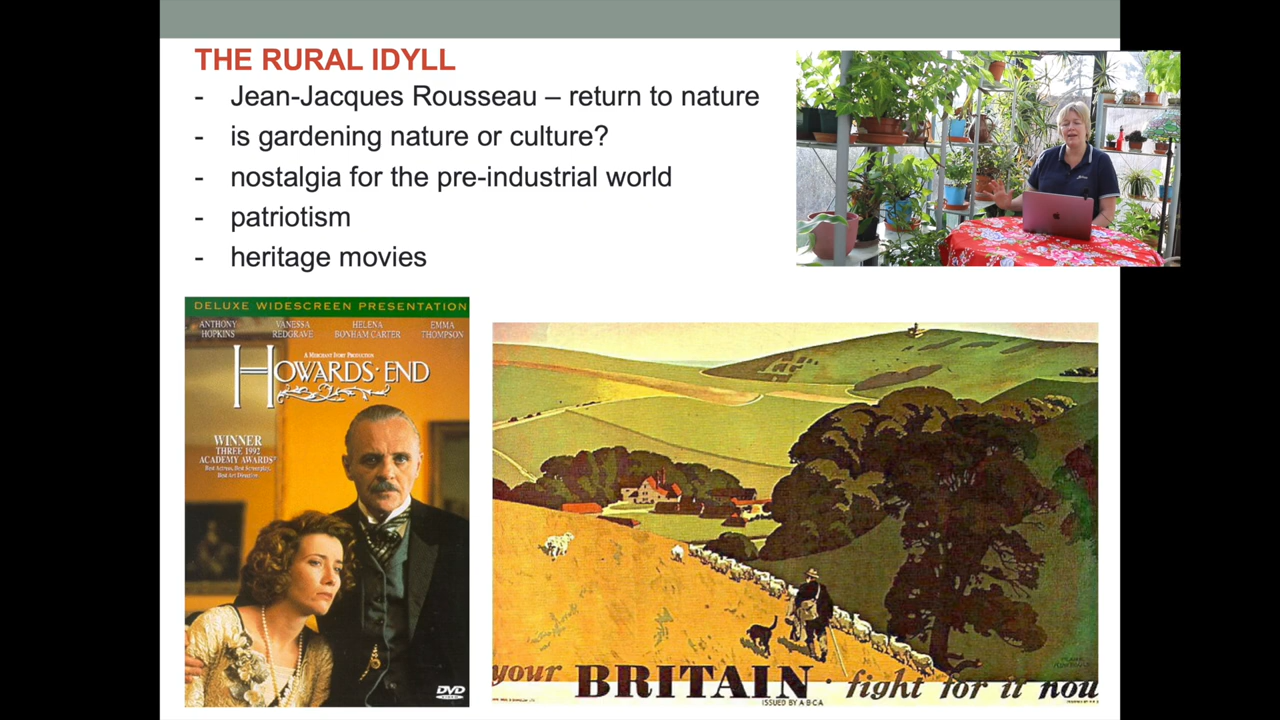 THE RURAL IDYLL
- Jean-Jacques Rousseau – return to nature
- is gardening nature or culture?
- nostalgia for the pre-industrial world
- patriotism
- heritage movies
DELUXE WIDESCREEN PRESENTATION
ANTHONY HOPKINS VANESSA REDGRAVE HELENA BONHAM CARTER EMMA THOMPSON
A MERCHANT IVORY PRODUCTION
HOWARDS END
WINNER
THREE 1992
ACADEMY AWARDS
Best Actress, Best Screenplay,
Best Art Direction
DVD
your BRITAIN · fight for it now
ISSUED BY A B C A